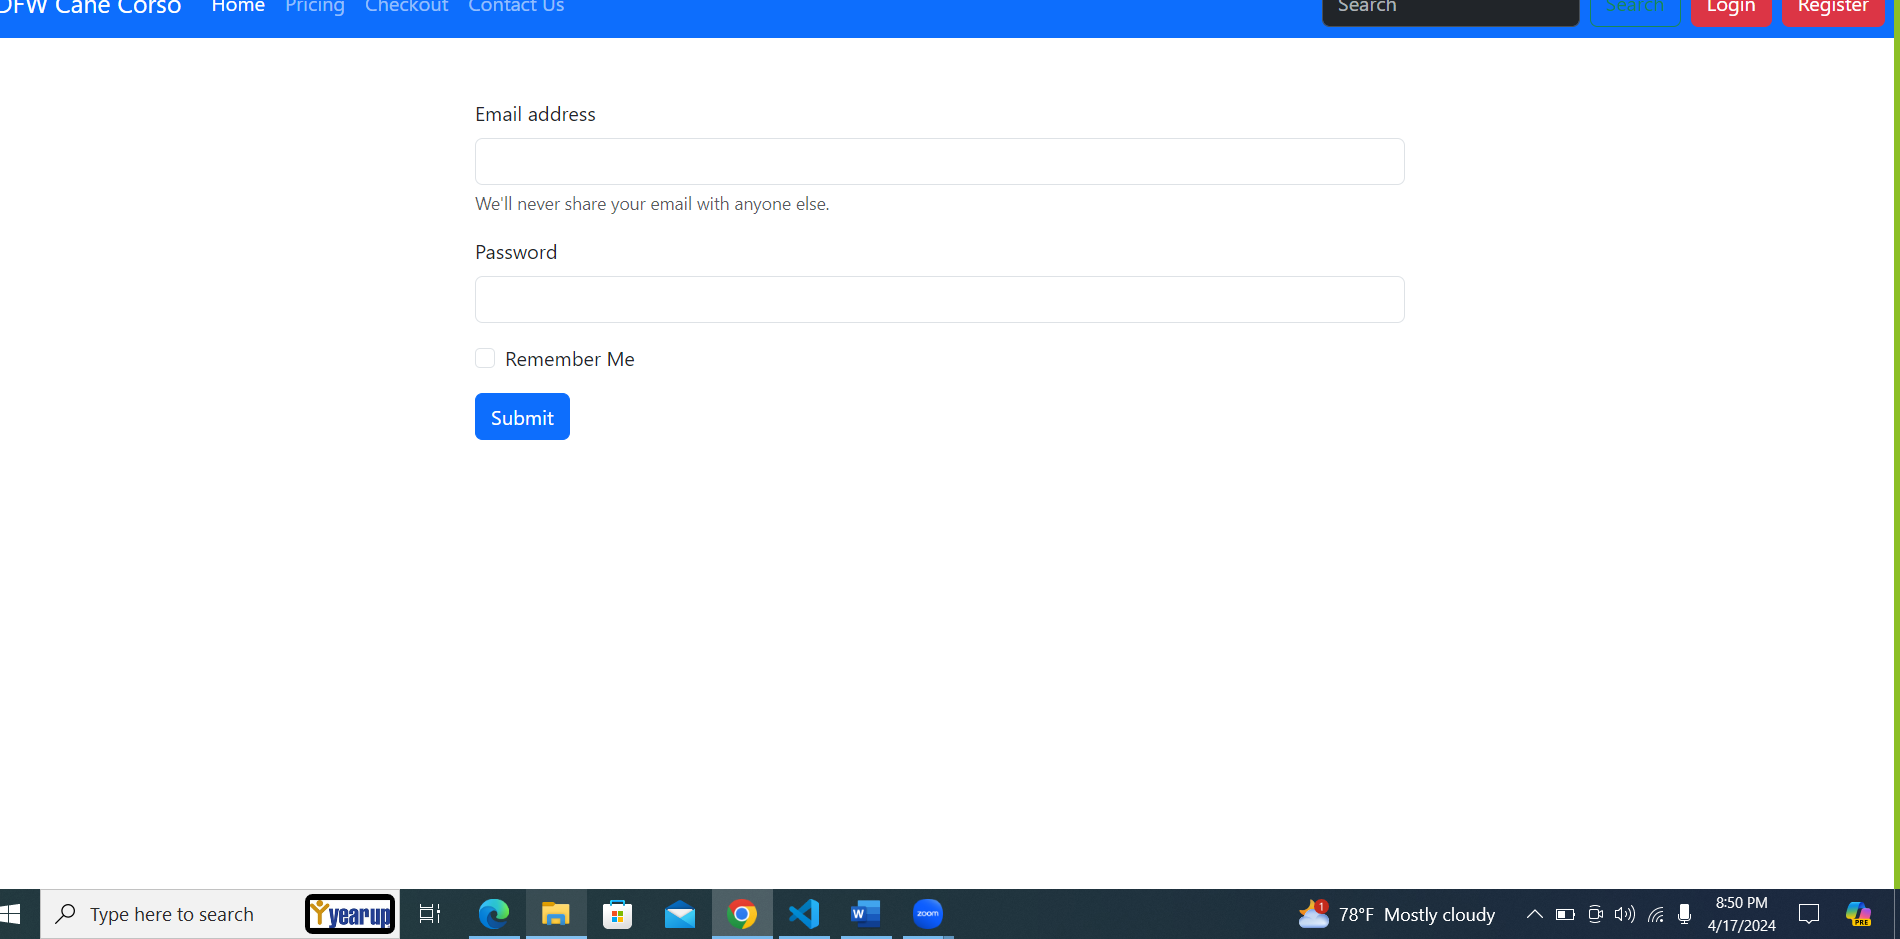 DFW Cane Corso Home Pricing Checkout Contact Us Search Search Login Register
Email address
We'll never share your email with anyone else.
Password
Remember Me
Submit
Type here to search yearup W zoom 1 78°F Mostly cloudy 8:50 PM PRE
4/17/2024